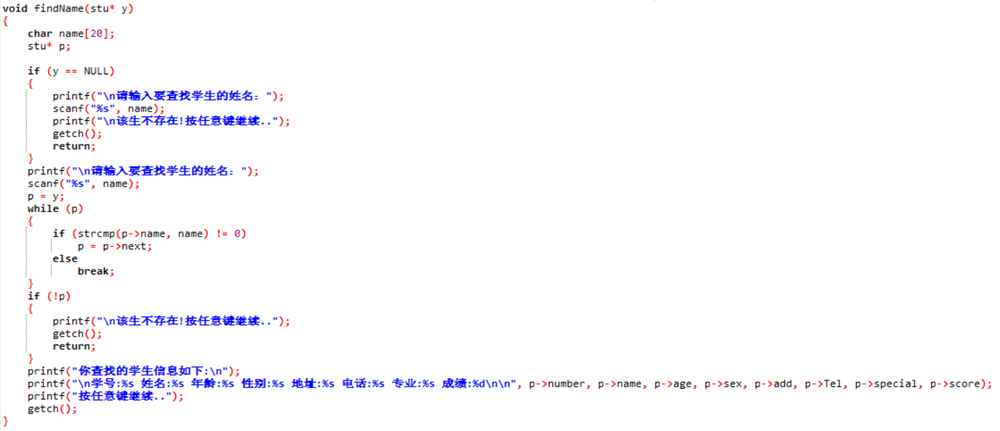 void findName(stu* y)
{
    char name[20];
    stu* p;
    if (y == NULL)
    {
        printf("\n请输入要查找学生的姓名：");
        scanf("%s", name);
        printf("\n该生不存在!按任意键继续..");
        getch();
        return;
    }
    printf("\n请输入要查找学生的姓名：");
    scanf("%s", name);
    p = y;
    while (p)
    {
        if (strcmp(p->name, name) != 0)
            p = p->next;
        else
            break;
    }
    if (!p)
    {
        printf("\n该生不存在!按任意键继续..");
        getch();
        return;
    }
    printf("你查找的学生信息如下:\n");
    printf("\n学号:%s 姓名:%s 年龄:%s 性别:%s 地址:%s 电话:%s 专业:%s 成绩:%d\n\n", p->number, p->name, p->age, p->sex, p->add, p->Tel, p->special, p->score);
    printf("按任意键继续..");
    getch();
}